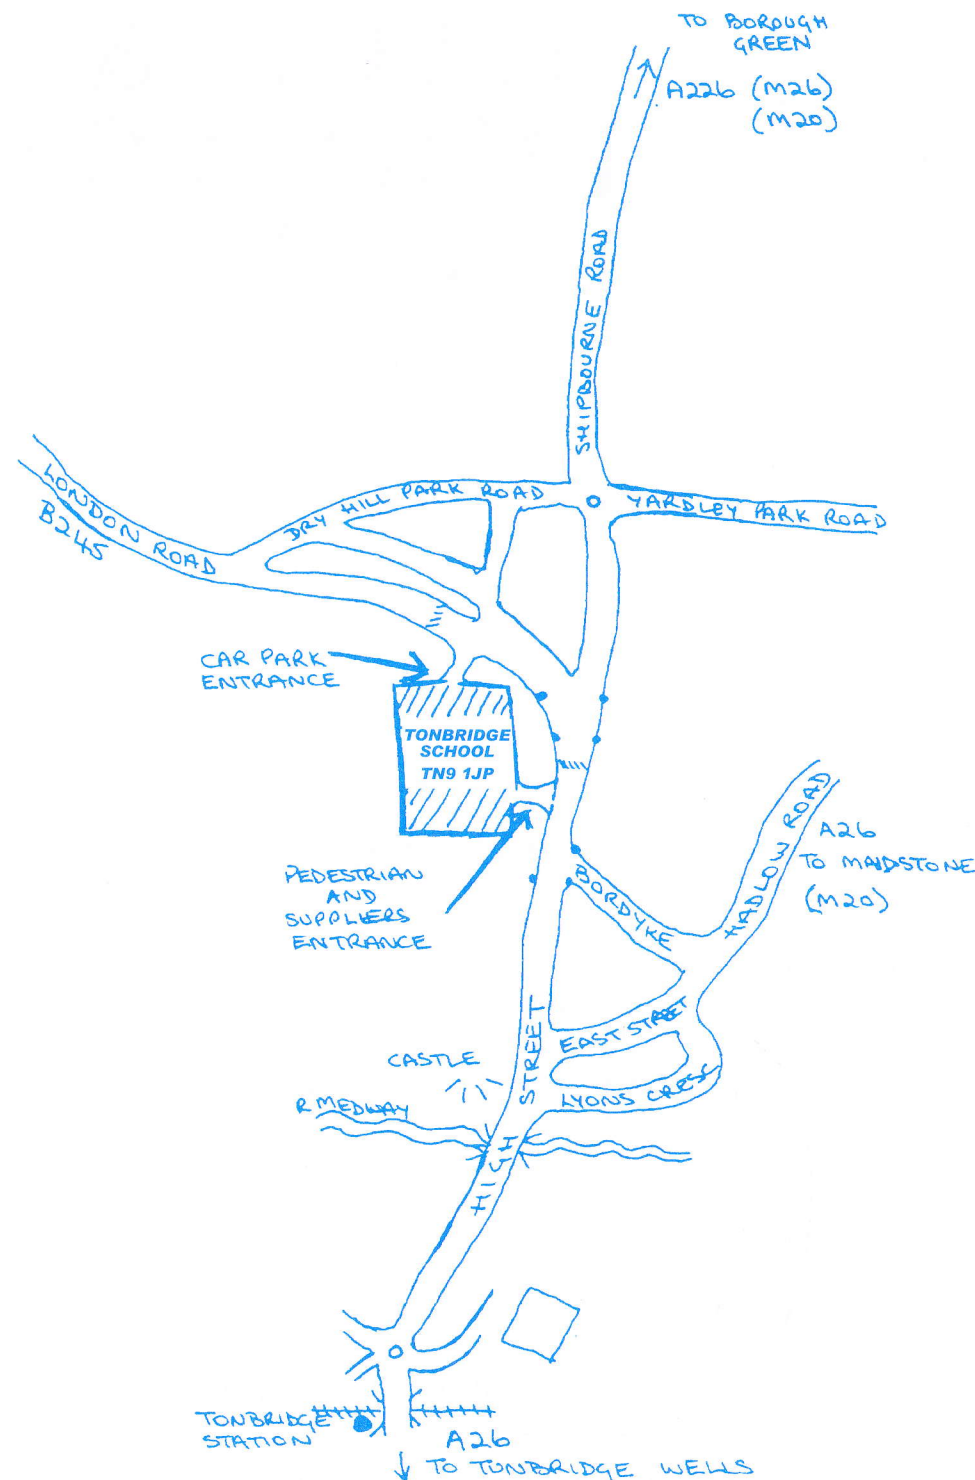 TO BOROUGH
GREEN
A226 (M26)
(M20)
SHIPBOURNE ROAD
LONDON ROAD
B245
DRY HILL PARK ROAD
YARDLEY PARK ROAD
CAR PARK
ENTRANCE
TONBRIDGE
SCHOOL
TN9 1JP
PEDESTRIAN
AND
SUPPLIERS
ENTRANCE
BORDYKE
HADLOW ROAD
A26
TO MAIDSTONE
(M20)
EAST STREET
LYONS CRESC
CASTLE
R MEDWAY
HIGH STREET
TONBRIDGE
STATION
A26
TO TUNBRIDGE WELLS